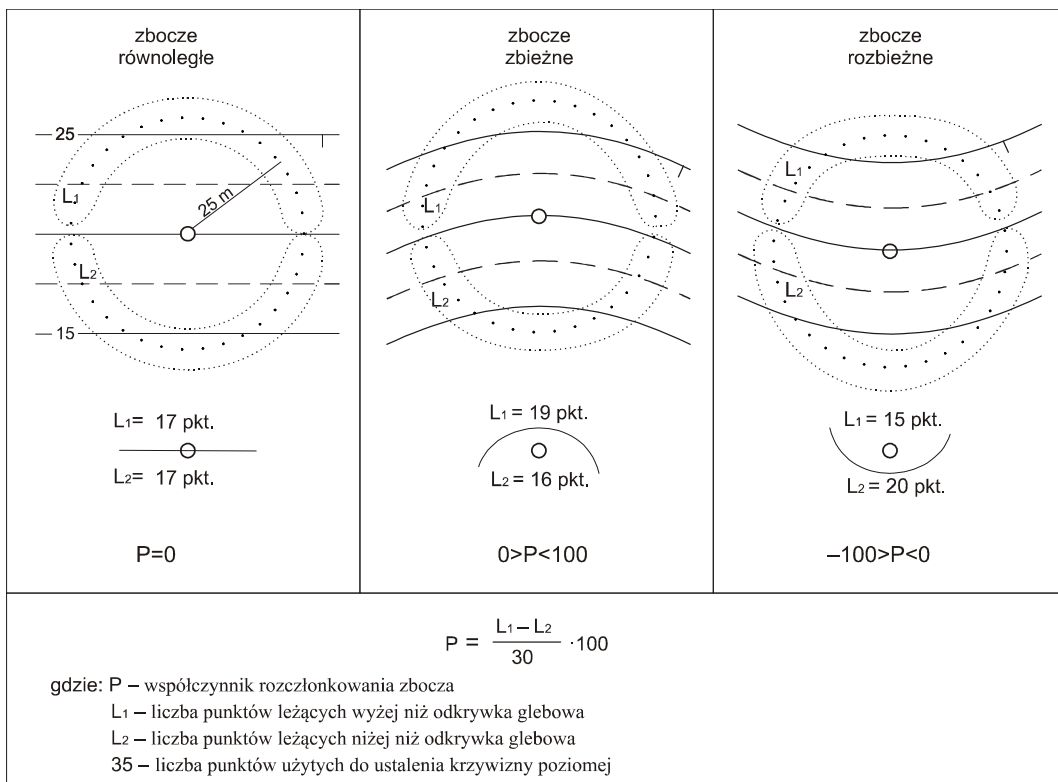 zbocze
równoległe
25
L1
25 m
L2
15
L1= 17 pkt.
L2= 17 pkt.
P=0
zbocze
zbieżne
L1
L2
L1 = 19 pkt.
L2 = 16 pkt.
0>P<100
zbocze
rozbieżne
L1
L2
L1 = 15 pkt.
L2 = 20 pkt.
–100>P<0
P = L1 – L2 / 30 ·100
gdzie: P – współczynnik rozczłonkowania zbocza
L1 – liczba punktów leżących wyżej niż odkrywka glebowa
L2 – liczba punktów leżących niżej niż odkrywka glebowa
35 – liczba punktów użytych do ustalenia krzywizny poziomej